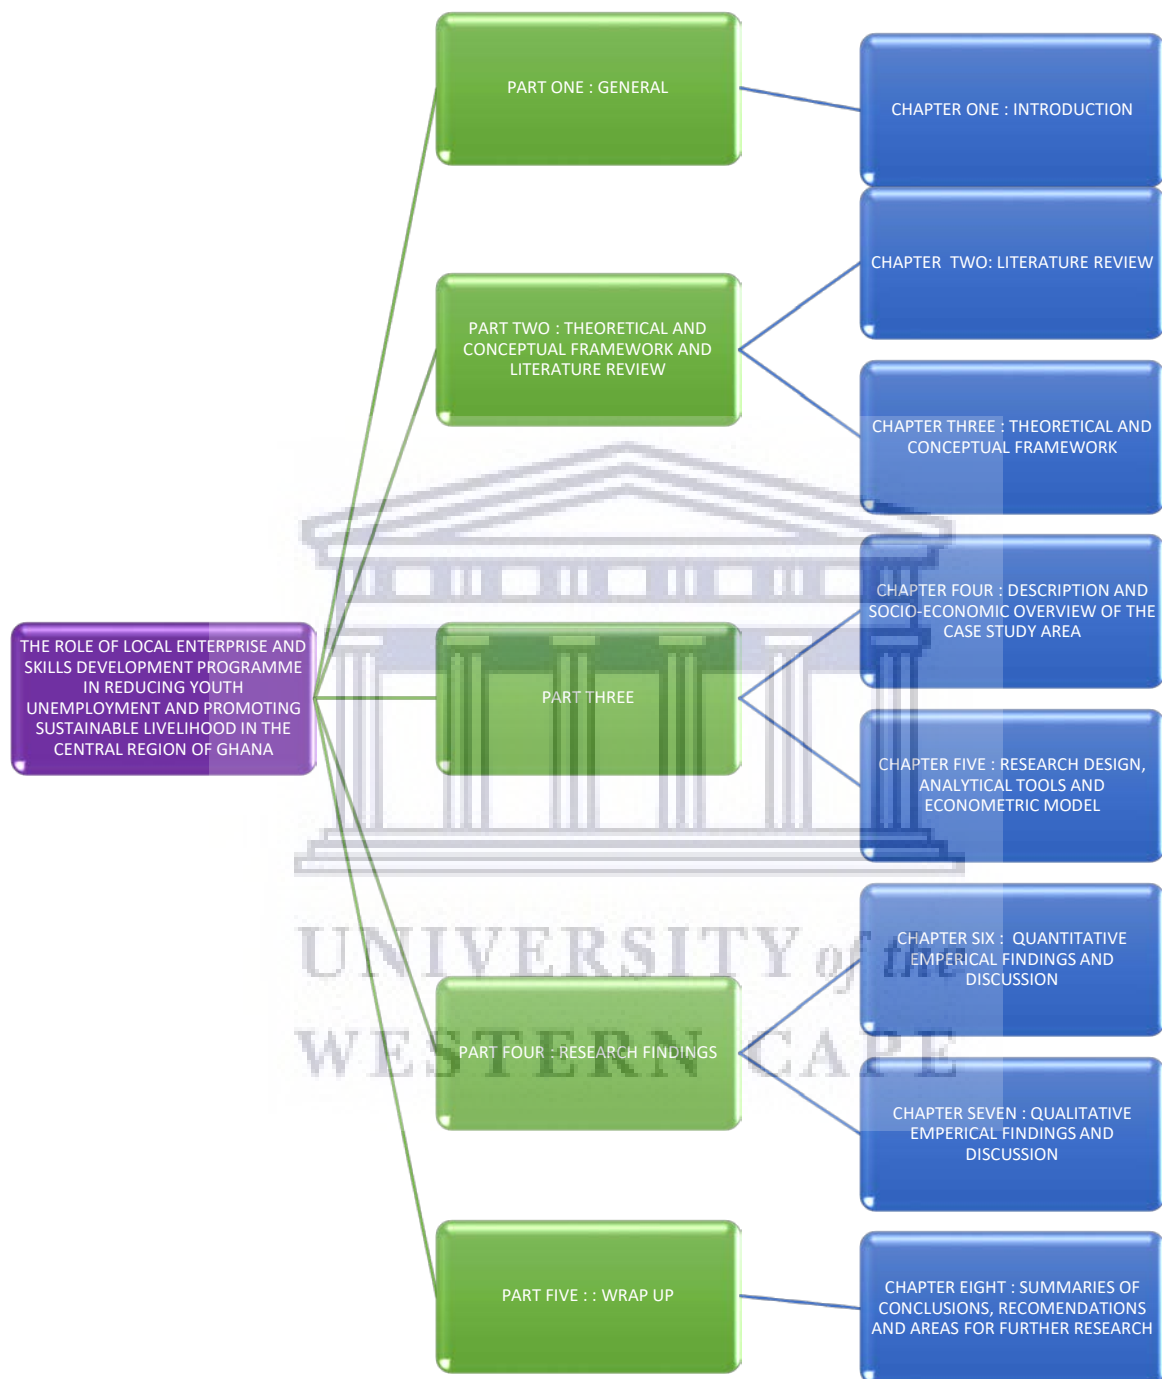 THE ROLE OF LOCAL ENTERPRISE AND
SKILLS DEVELOPMENT PROGRAMME
IN REDUCING YOUTH
UNEMPLOYMENT AND PROMOTING
SUSTAINABLE LIVELIHOOD IN THE
CENTRAL REGION OF GHANA
PART ONE : GENERAL
CHAPTER ONE : INTRODUCTION
PART TWO : THEORETICAL AND
CONCEPTUAL FRAMEWORK AND
LITERATURE REVIEW
CHAPTER TWO: LITERATURE REVIEW
CHAPTER THREE : THEORETICAL AND
CONCEPTUAL FRAMEWORK
PART THREE
CHAPTER FOUR : DESCRIPTION AND
SOCIO-ECONOMIC OVERVIEW OF THE
CASE STUDY AREA
CHAPTER FIVE : RESEARCH DESIGN,
ANALYTICAL TOOLS AND
ECONOMETRIC MODEL
PART FOUR : RESEARCH FINDINGS
CHAPTER SIX : QUANTITATIVE
EMPERICAL FINDINGS AND
DISCUSSION
CHAPTER SEVEN : QUALITATIVE
EMPERICAL FINDINGS AND
DISCUSSION
PART FIVE : : WRAP UP
CHAPTER EIGHT : SUMMARIES OF
CONCLUSIONS, RECOMENDATIONS
AND AREAS FOR FURTHER RESEARCH
UNIVERSITY of the
WESTERN CAPE